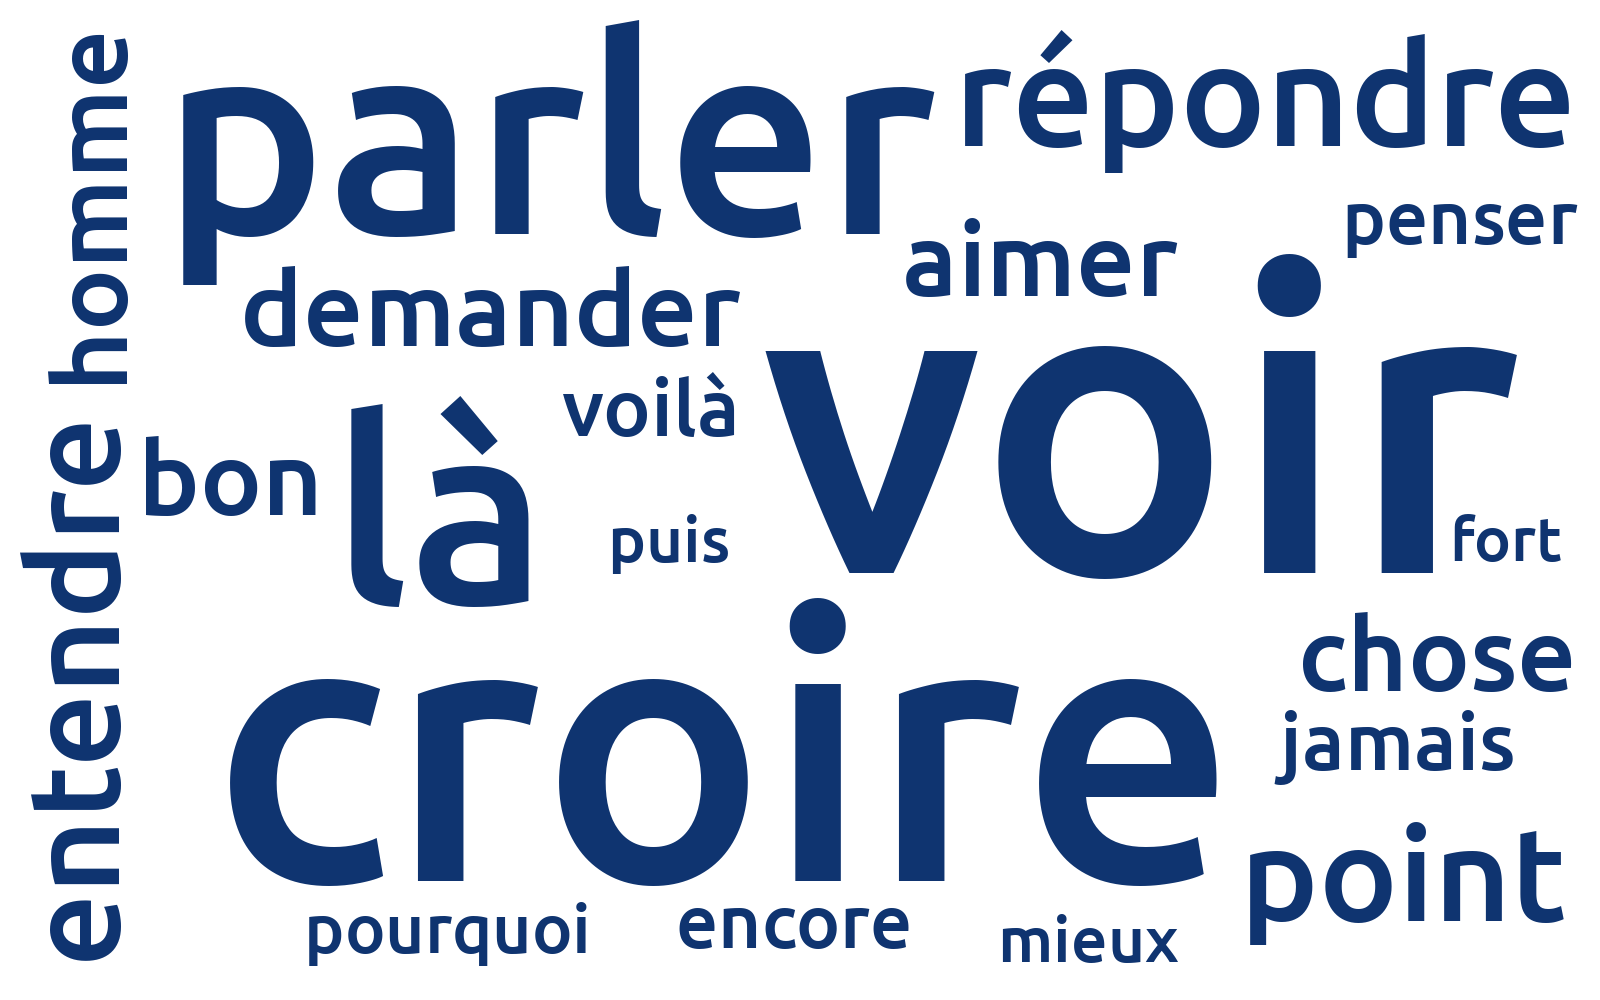 parler
répondre
homme
penser
aimer
demander
voir
voilà
là
bon
entendre
puis
fort
croire
chose
jamais
point
pourquoi
encore
mieux